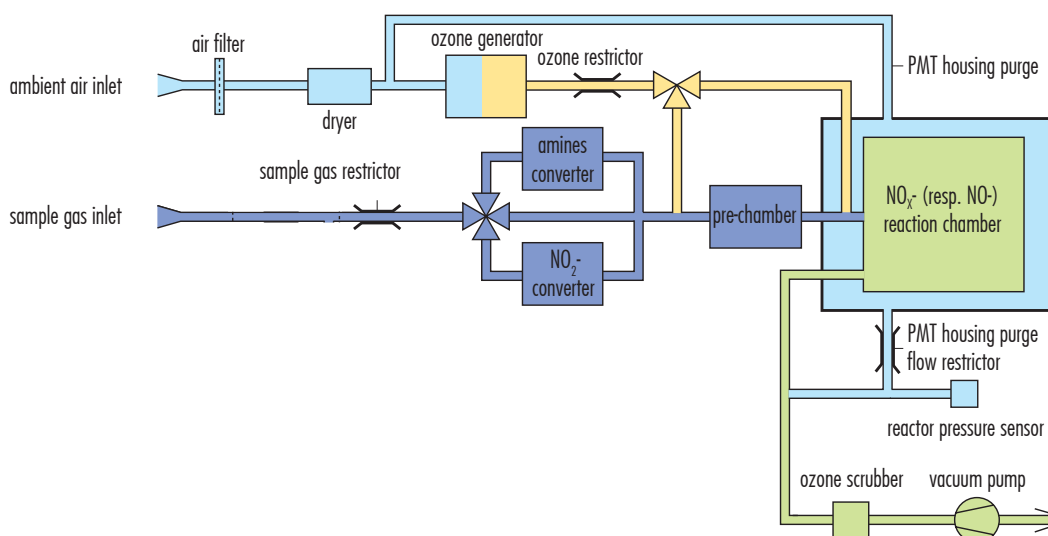 air filter
ozone generator
ozone restrictor
PMT housing purge
ambient air inlet
dryer
amines
converter
sample gas restrictor
sample gas inlet
pre-chamber
NOX- (resp. NO-)
reaction chamber
NO2-
converter
PMT housing purge
flow restrictor
reactor pressure sensor
ozone scrubber
vacuum pump